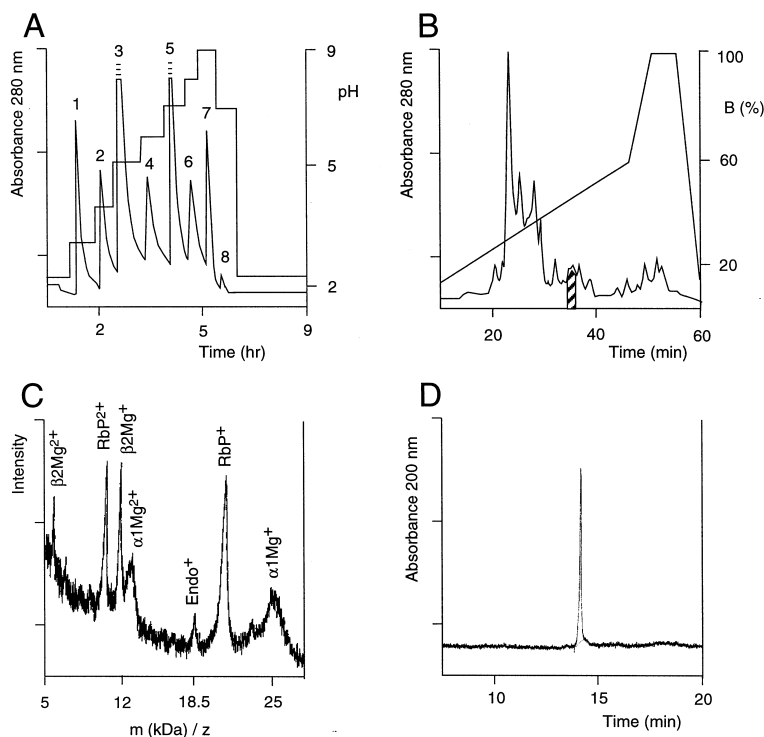 A
Absorbance 280 nm
1
2
3
4
5
6
7
8
9
5
2
pH
2
5
9
Time (hr)
B
Absorbance 280 nm
100
B (%)
60
20
20
40
60
Time (min)
C
Intensity
β2Mg2+
RbP2+
β2Mg+
α1Mg2+
Endo+
RbP+
α1Mg+
5
12
18.5
25
m (kDa) / z
D
Absorbance 200 nm
10
15
20
Time (min)